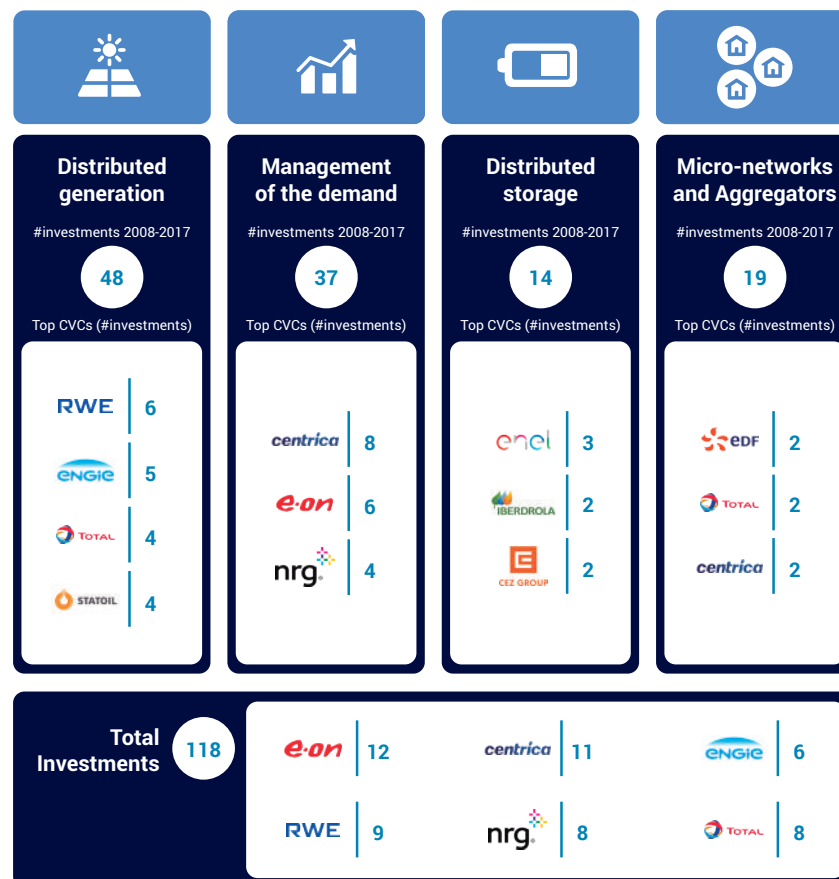 Distributed
generation
#investments 2008-2017
48
Top CVCs (#investments)
RWE 6
ENGIE 5
TOTAL 4
STATOIL 4
Management
of the demand
#investments 2008-2017
37
Top CVCs (#investments)
centrica 8
e·on 6
nrg 4
Distributed
storage
#investments 2008-2017
14
Top CVCs (#investments)
enel 3
IBERDROLA 2
CEZ GROUP 2
Micro-networks
and Aggregators
#investments 2008-2017
19
Top CVCs (#investments)
EDF 2
TOTAL 2
centrica 2
Total
Investments
118
e·on 12
centrica 11
ENGIE 6
RWE 9
nrg 8
TOTAL 8